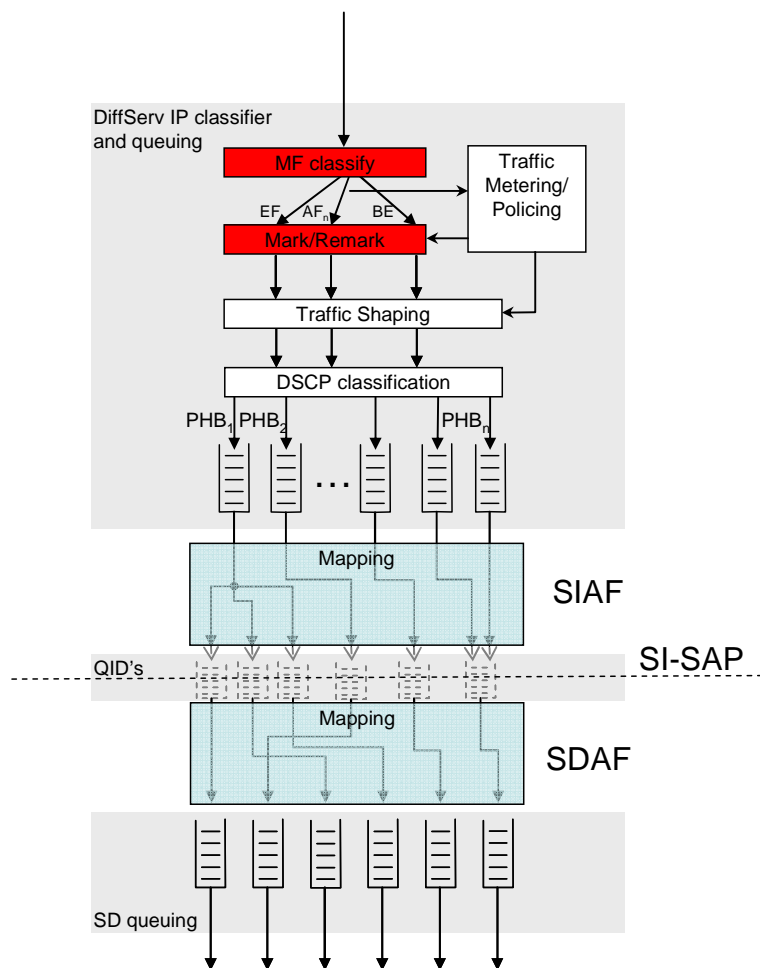 DiffServ IP classifier
and queuing
MF classify
Traffic
Metering/
Policing
EF AFn BE
Mark/Remark
Traffic Shaping
DSCP classification
PHB1 PHB2 PHBn
...
Mapping
SIAF
SI-SAP
QID's
Mapping
SDAF
SD queuing